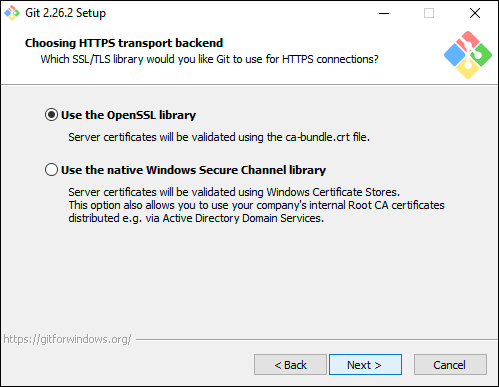 Git 2.26.2 Setup
Choosing HTTPS transport backend
Which SSL/TLS library would you like Git to use for HTTPS connections?
Use the OpenSSL library
Server certificates will be validated using the ca-bundle.crt file.
Use the native Windows Secure Channel library
Server certificates will be validated using Windows Certificate Stores.
This option also allows you to use your company's internal Root CA certificates
distributed e.g. via Active Directory Domain Services.
https://gitforwindows.org/
< Back Next > Cancel